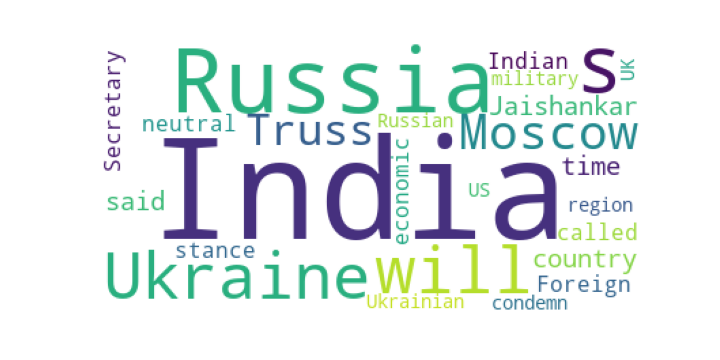 Secretary
Russia
Indian
S
UK
military
Jaishankar
neutral
Truss
Russian
Moscow
India
economic
time
said
US
region
stance
called
Ukraine
will
country
Foreign
Ukrainian
condemn